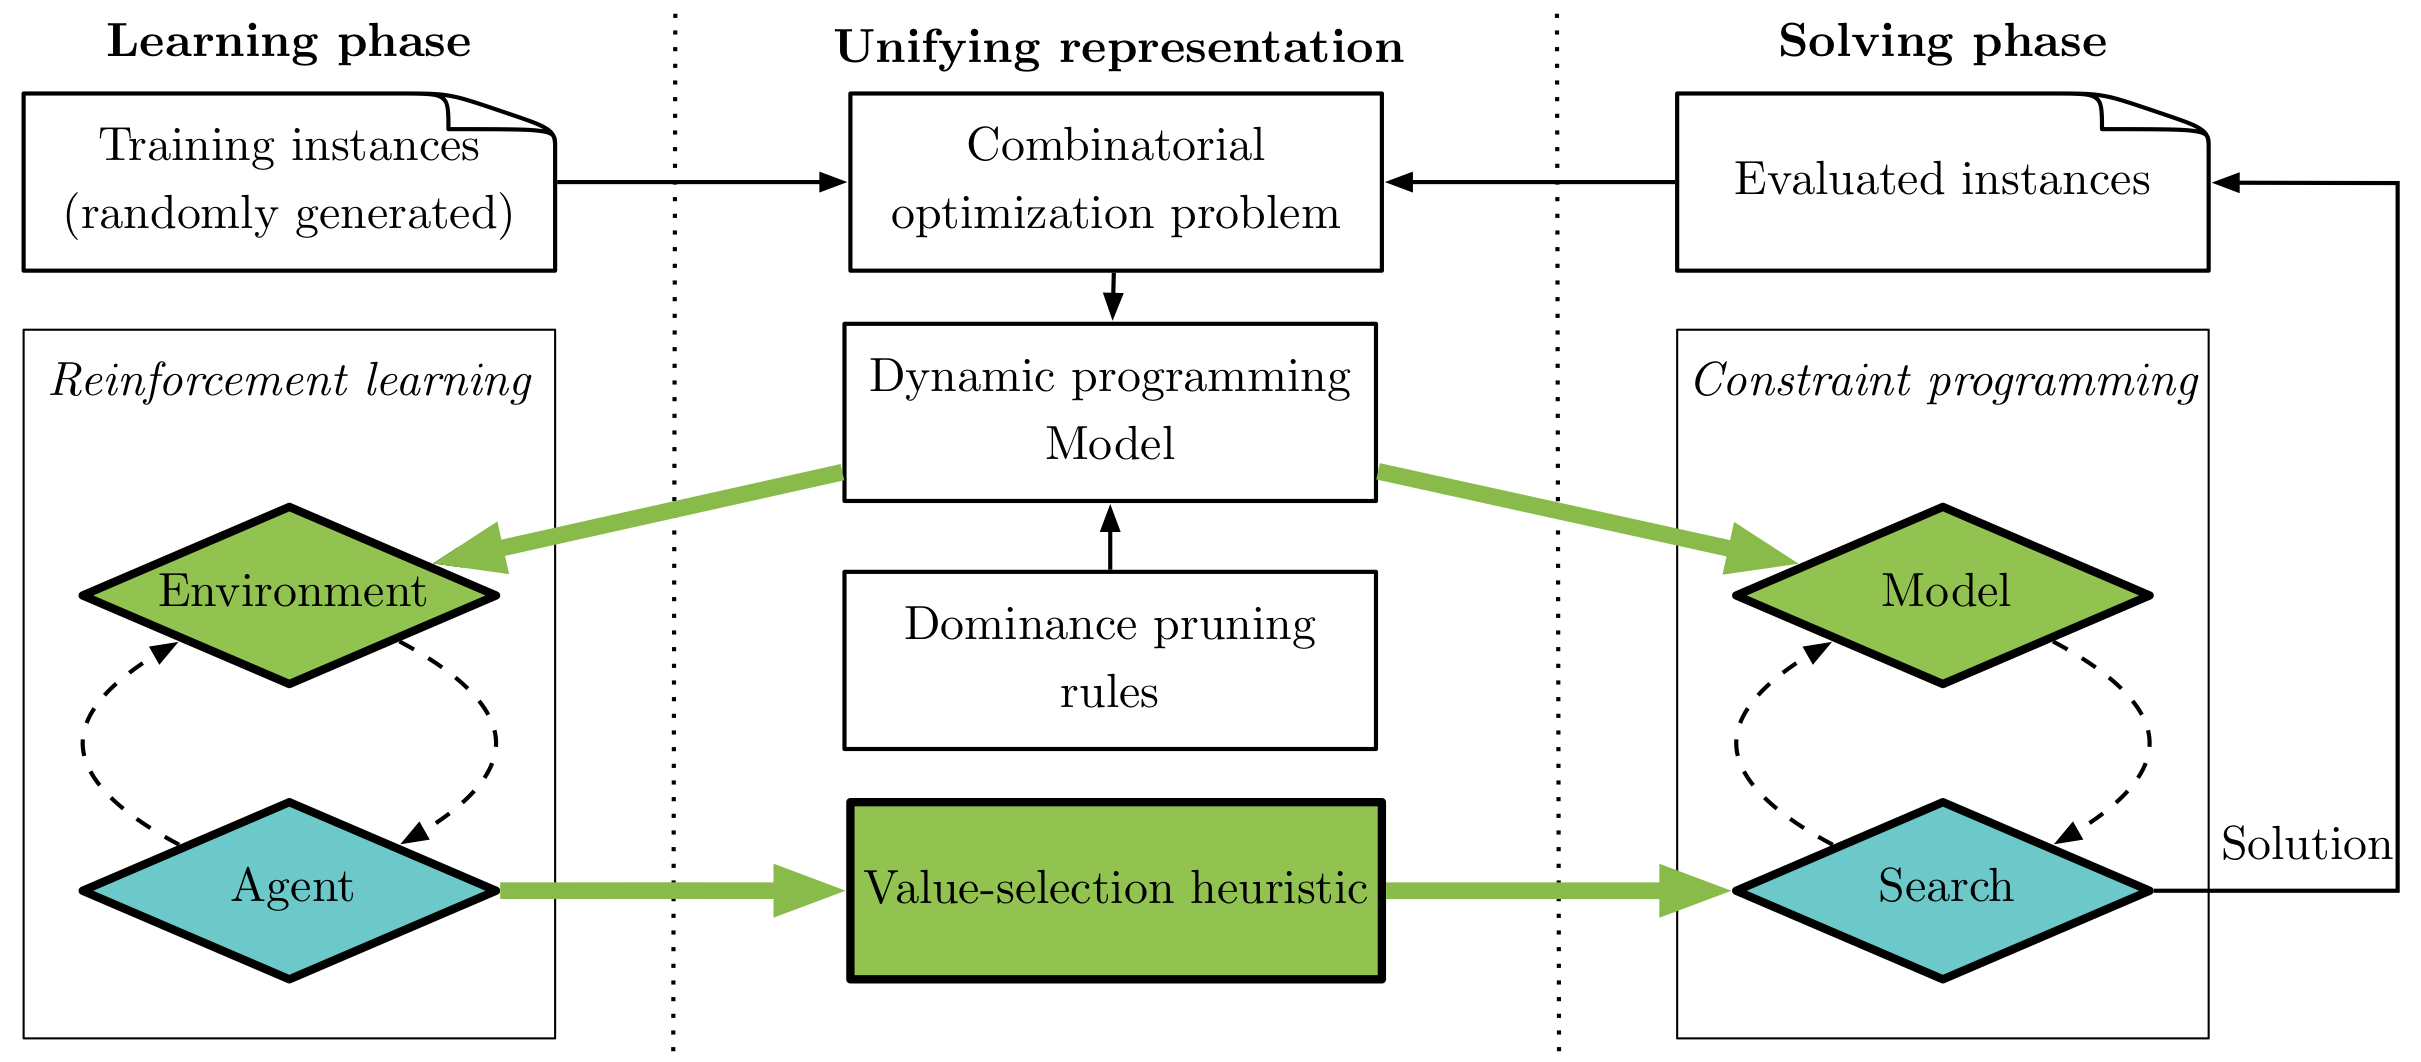 Learning phase
Unifying representation
Solving phase
Training instances
(randomly generated)
Combinatorial
optimization problem
Evaluated instances
Reinforcement learning
Dynamic programming
Model
Constraint programming
Environment
Dominance pruning
rules
Model
Agent
Value-selection heuristic
Search
Solution